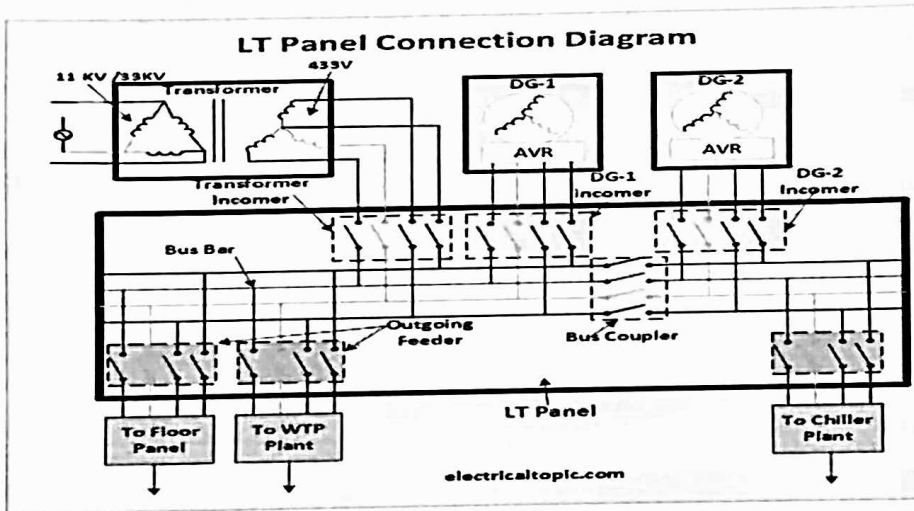 LT Panel Connection Diagram
11 KV /33KV
433V
Transformer
DG-1
DG-2
AVR
AVR
Transformer
Incomer
DG-1
Incomer
DG-2
Incomer
Bus Bar
Outgoing
Feeder
Bus Coupler
LT Panel
To Floor
Panel
To WTP
Plant
To Chiller
Plant
electricaltopic.com